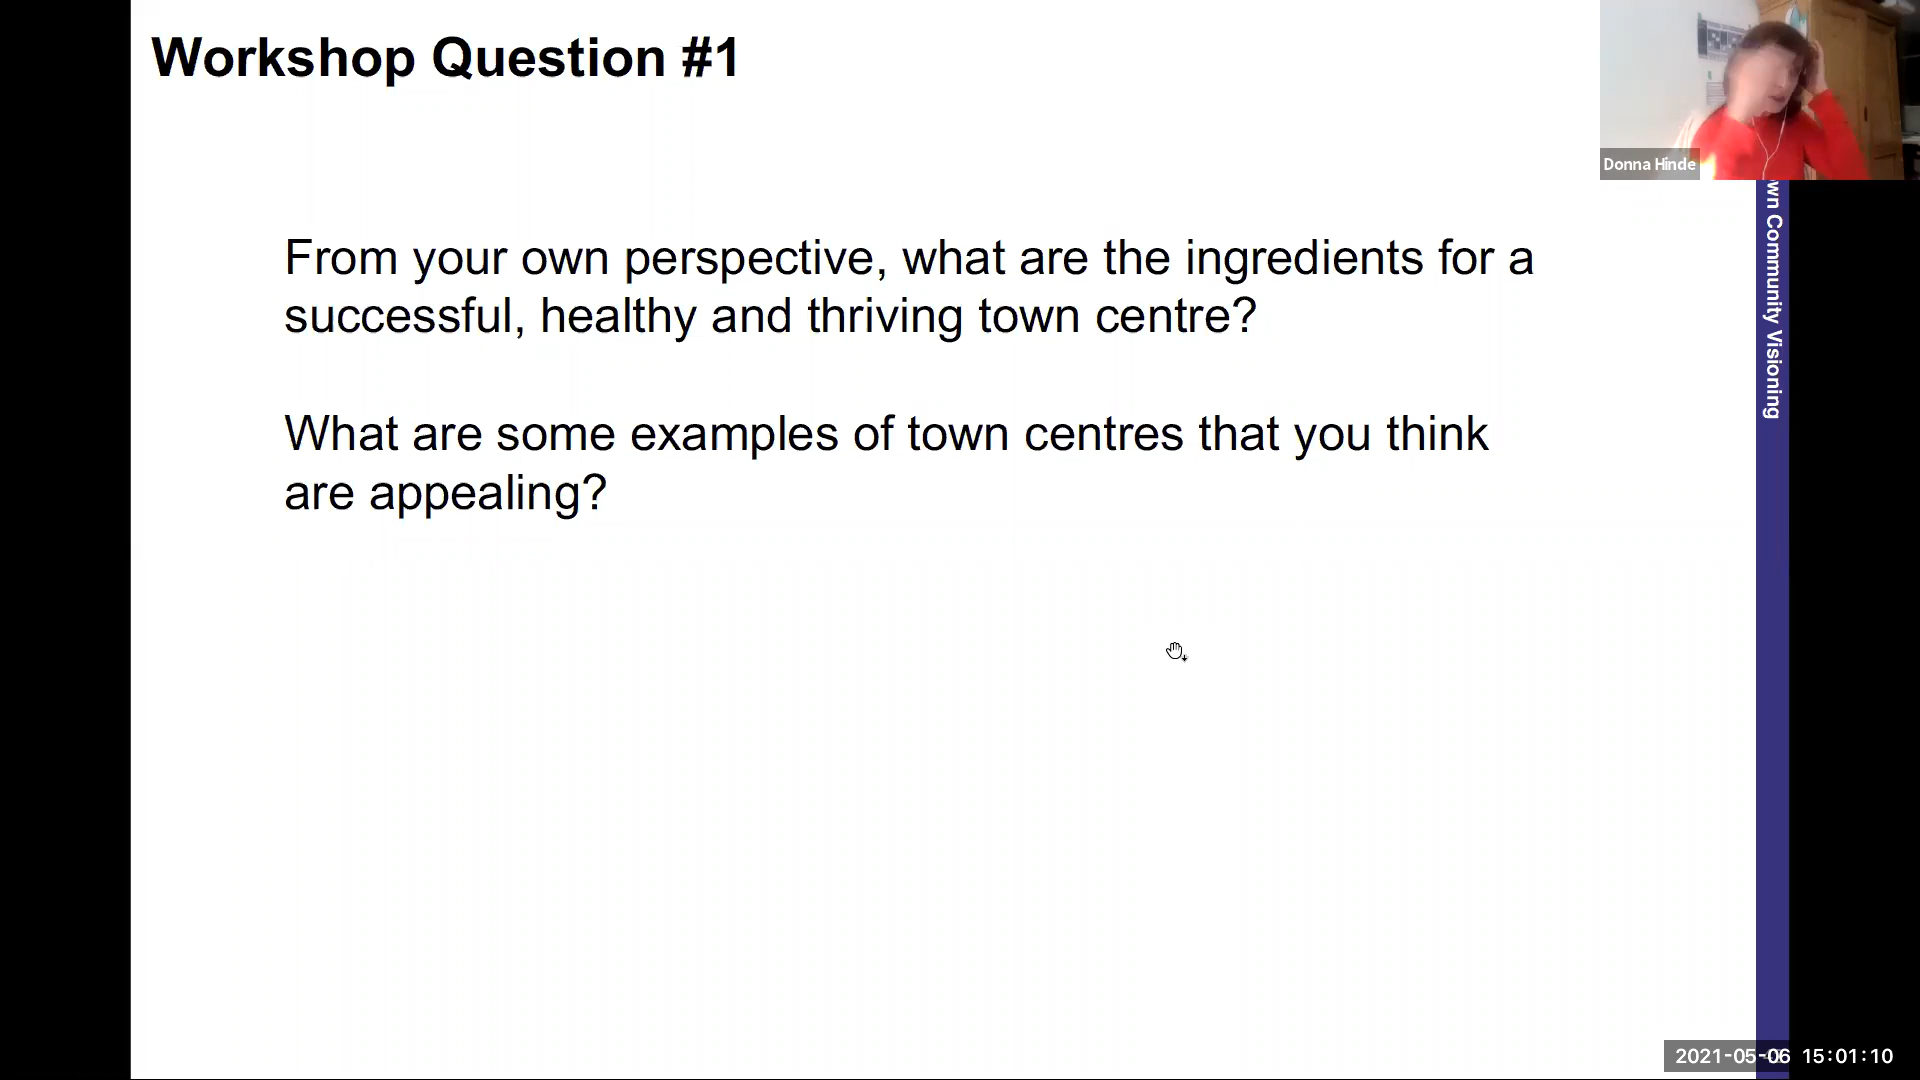 Workshop Question #1
Donna Hinde
From your own perspective, what are the ingredients for a
successful, healthy and thriving town centre?
What are some examples of town centres that you think
are appealing?
Community Visioning
2021-05-06 15:01:10